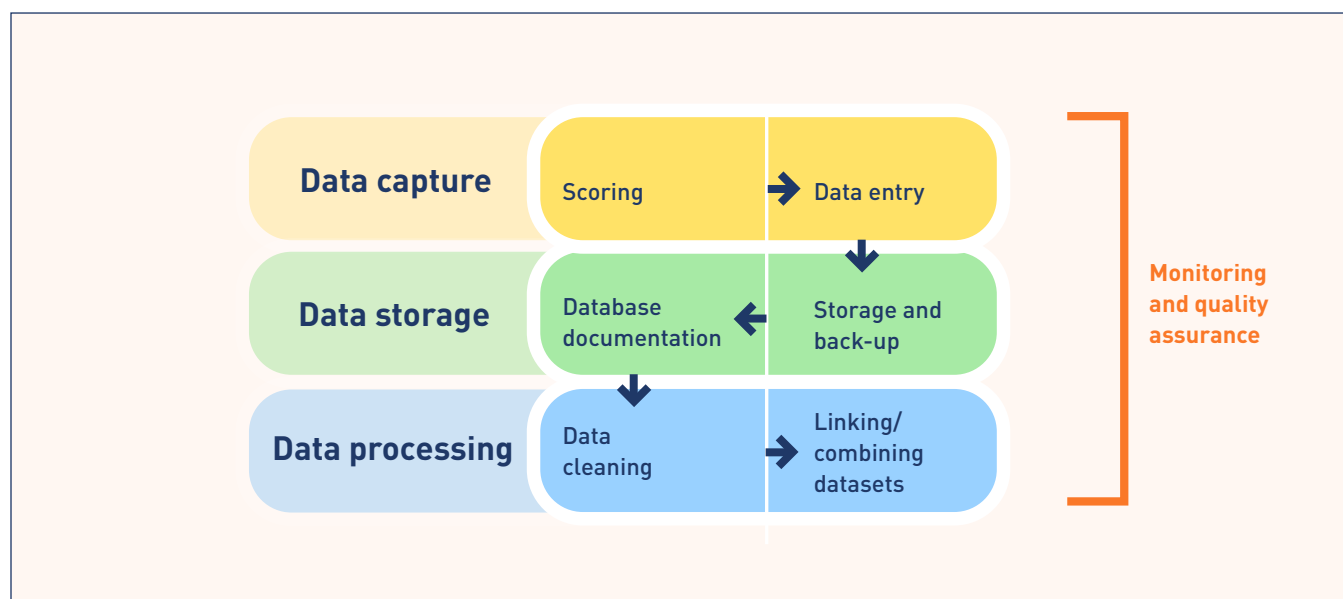 Data capture
Scoring
Data entry
Data storage
Database
documentation
Storage and
back-up
Data processing
Data
cleaning
Linking/
combining
datasets
Monitoring
and quality
assurance